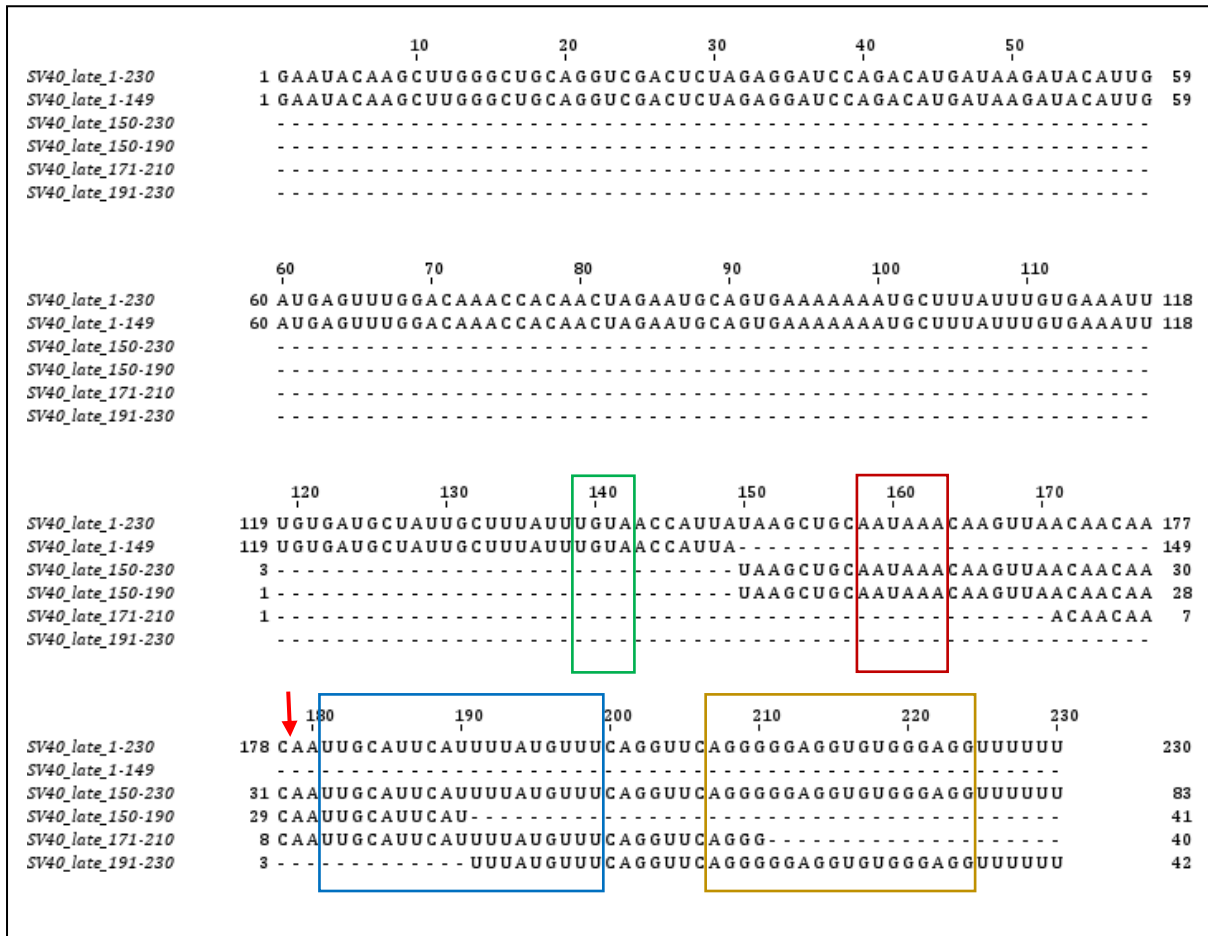 10 20 30 40 50
SV40_late_1-230 1 GAAUACAAGCUUGGGCUGCAGGUCGACUCUAGAGGAUCCAGACAUGAUAAGAUACAUUG 59
SV40_late_1-149 1 GAAUACAAGCUUGGGCUGCAGGUCGACUCUAGAGGAUCCAGACAUGAUAAGAUACAUUG 59
SV40_late_150-230 -----------------------------------------------------------
SV40_late_150-190 -----------------------------------------------------------
SV40_late_171-210 -----------------------------------------------------------
SV40_late_191-230 -----------------------------------------------------------
60 70 80 90 100 110
SV40_late_1-230 60 AUGAGUUUGGACAAACCACAACUAGAAUGCAGUGAAAAAAAUGCUUUAUUUGUGAAAUU 118
SV40_late_1-149 60 AUGAGUUUGGACAAACCACAACUAGAAUGCAGUGAAAAAAAUGCUUUAUUUGUGAAAUU 118
SV40_late_150-230 -----------------------------------------------------------
SV40_late_150-190 -----------------------------------------------------------
SV40_late_171-210 -----------------------------------------------------------
SV40_late_191-230 -----------------------------------------------------------
120 130 140 150 160 170
SV40_late_1-230 119 UGUGAUGCUAUUGCUUUAUUUGUAACCAUUAUAAGCUGCAAUAAACAAGUUAACAACAA 177
SV40_late_1-149 119 UGUGAUGCUAUUGCUUUAUUUGUAACCAUUA---------------------------- 149
SV40_late_150-230 3 -------------------------------UAAGCUGCAAUAAACAAGUUAACAACAA 30
SV40_late_150-190 1 -------------------------------UAAGCUGCAAUAAACAAGUUAACAACAA 28
SV40_late_171-210 1 ----------------------------------------------------ACAACAA 7
SV40_late_191-230 -----------------------------------------------------------
180 190 200 210 220 230
SV40_late_1-230 178 CAAUUGCAUUCAUUUUAUGUUUCAGGUUCAGGGGGAGGUGUGGGAGGUUUUUU 230
SV40_late_1-149 -----------------------------------------------------
SV40_late_150-230 31 CAAUUGCAUUCAUUUUAUGUUUCAGGUUCAGGGGGAGGUGUGGGAGGUUUUUU 83
SV40_late_150-190 29 CAAUUGCAUUCAU---------------------------------------- 41
SV40_late_171-210 8 CAAUUGCAUUCAUUUUAUGUUUCAGGUUCAGGG-------------------- 40
SV40_late_191-230 3 -------------UUUAUGUUUCAGGUUCAGGGGGAGGUGUGGGAGGUUUUUU 42